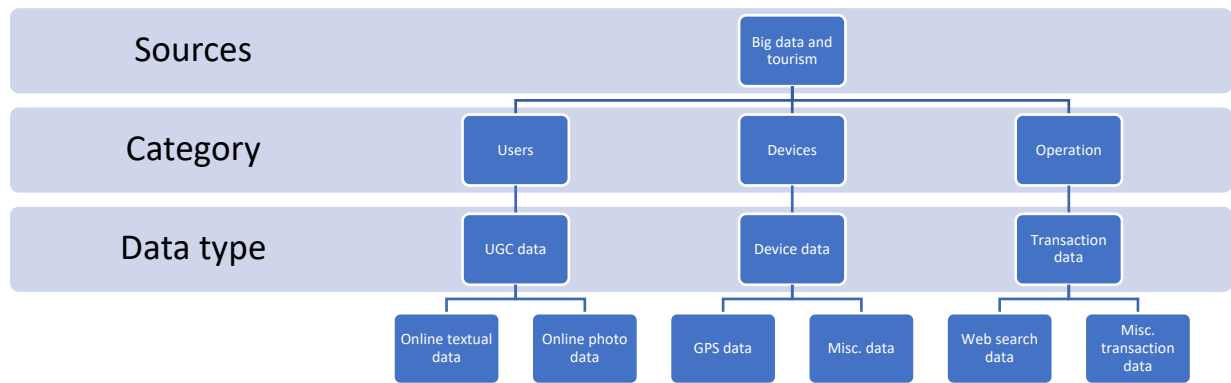 Sources
Big data and
tourism
Category
Users
Devices
Operation
Data type
UGC data
Device data
Transaction
data
Online textual
data
Online photo
data
GPS data
Misc. data
Web search
data
Misc.
transaction
data